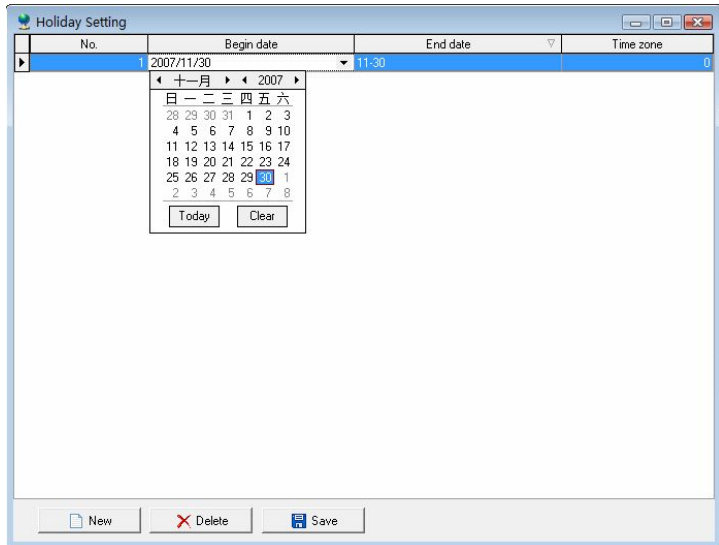 Holiday Setting
No. Begin date End date Time zone
1 2007/11/30 11-30 0
十一月 2007
日 一 二 三 四 五 六
28 29 30 31 1 2 3
4 5 6 7 8 9 10
11 12 13 14 15 16 17
18 19 20 21 22 23 24
25 26 27 28 29 30 1
2 3 4 5 6 7 8
Today Clear
New Delete Save